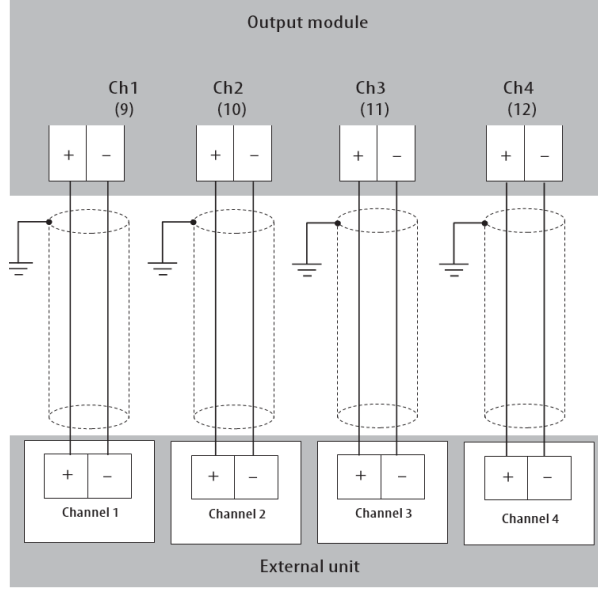 Output module
Ch1 Ch2 Ch3 Ch4
(9) (10) (11) (12)
+ – + – + – + –
+ – + – + – + –
Channel 1 Channel 2 Channel 3 Channel 4
External unit